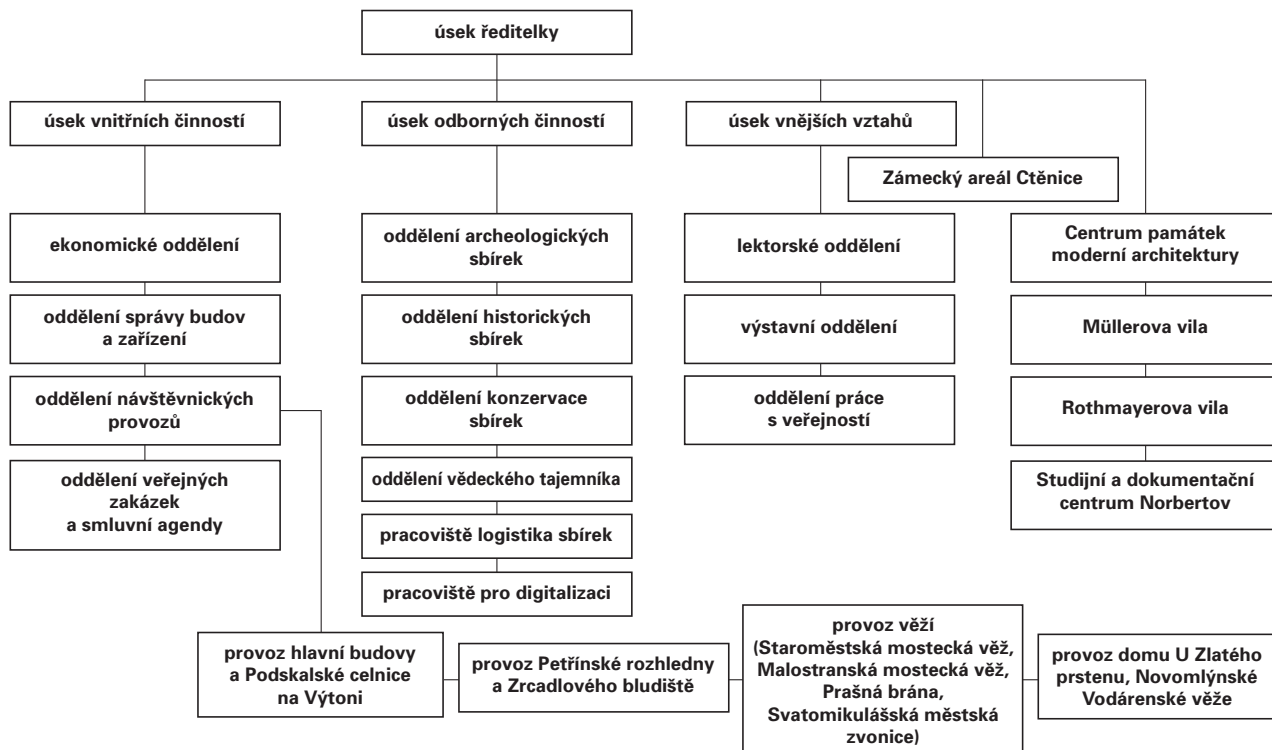 úsek ředitelky
úsek vnitřních činností
úsek odborných činností
úsek vnějších vztahů
Zámecký areál Ctěnice
ekonomické oddělení
oddělení archeologických
sbírek
lektorské oddělení
Centrum památek
moderní architektury
oddělení správy budov
a zařízení
oddělení historických
sbírek
výstavní oddělení
Müllerova vila
oddělení návštěvnických
provozů
oddělení konzervace
sbírek
oddělení práce
s veřejností
Rothmayerova vila
oddělení veřejných
zakázek
a smluvní agendy
oddělení vědeckého tajemníka
Studijní a dokumentační
centrum Norbertov
pracoviště logistika sbírek
pracoviště pro digitalizaci
provoz hlavní budovy
a Podskalské celnice
na Výtoni
provoz Petřínské rozhledny
a Zrcadlového bludiště
provoz věží
(Staroměstská mostecká věž,
Malostranská mostecká věž,
Prašná brána,
Svatomikulášská městská
zvonice)
provoz domu U Zlatého
prstenu, Novomlýnské
Vodárenské věže